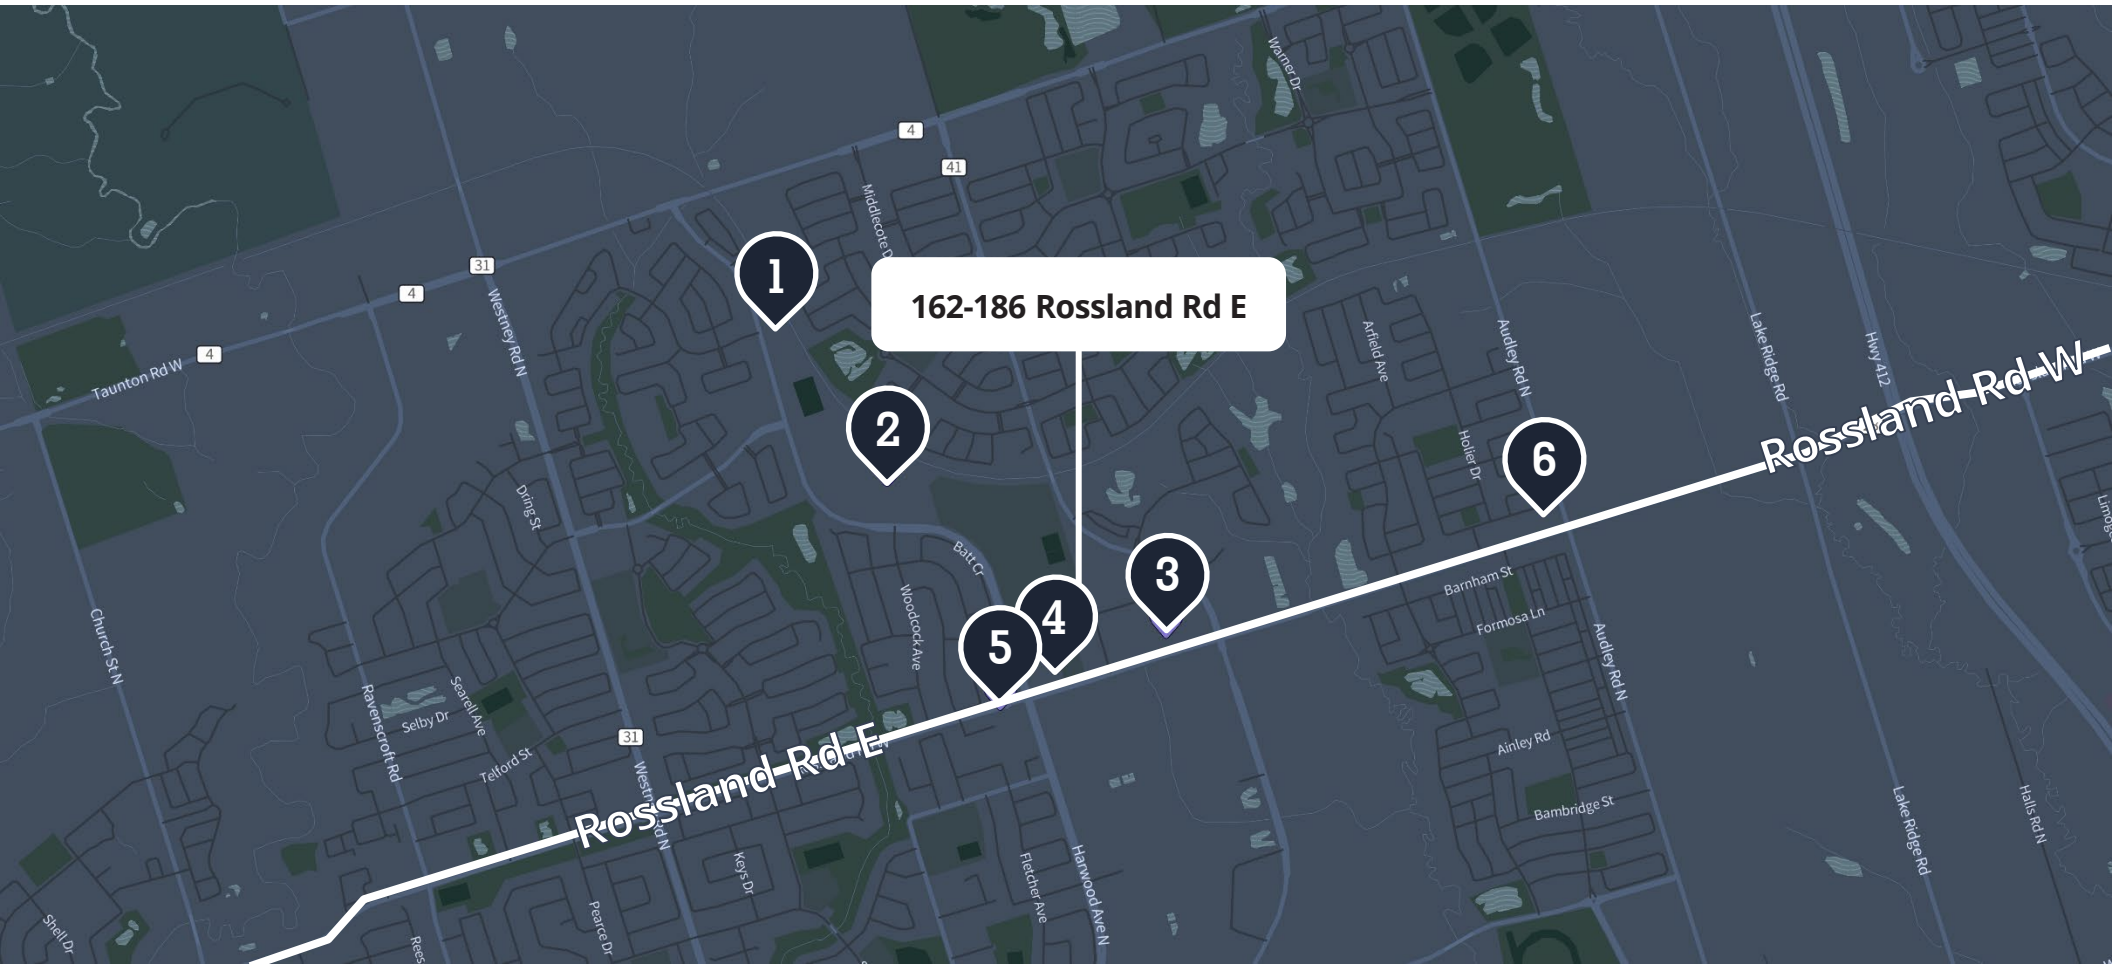 Warner Dr
4
41
Middlecote D
31
4
Westney Rd N
1
162-186 Rossland Rd E
4
Taunton Rd W
Arfield Ave
Audley Rd N
Lake Ridge Rd
Hwy 412
Rossland Rd W
2
6
Holier Dr
Dring St
Batt Cr
3
Barnham St
Woodcock Ave
4
5
Formosa Ln
Church St N
Audley Rd N
Ravenscroft Rd
Searell Ave
Selby Dr
31
Telford St
Ainley Rd
Rossland Rd E
Bambridge St
Lake Ridge Rd
Halls Rd N
Keys Dr
Fletcher Ave
Harwood Ave N
Shell Dr
Pearce Dr
Rees